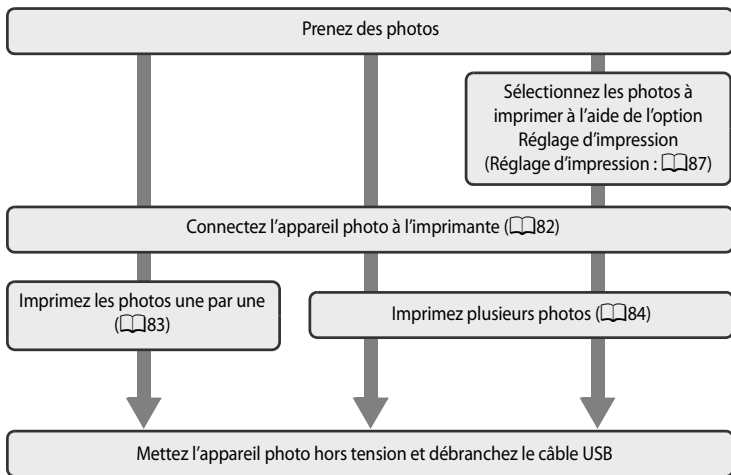 Prenez des photos
Sélectionnez les photos à
imprimer à l'aide de l'option
Réglage d'impression
(Réglage d'impression : 87)
Connectez l'appareil photo à l'imprimante (82)
Imprimez les photos une par une
(83)
Imprimez plusieurs photos (84)
Mettez l'appareil photo hors tension et débranchez le câble USB